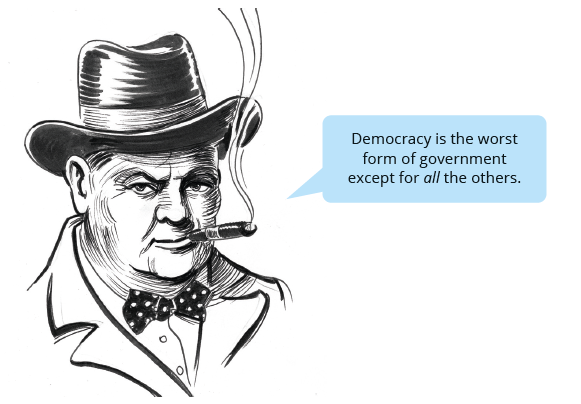 Democracy is the worst
form of government
except for all the others.